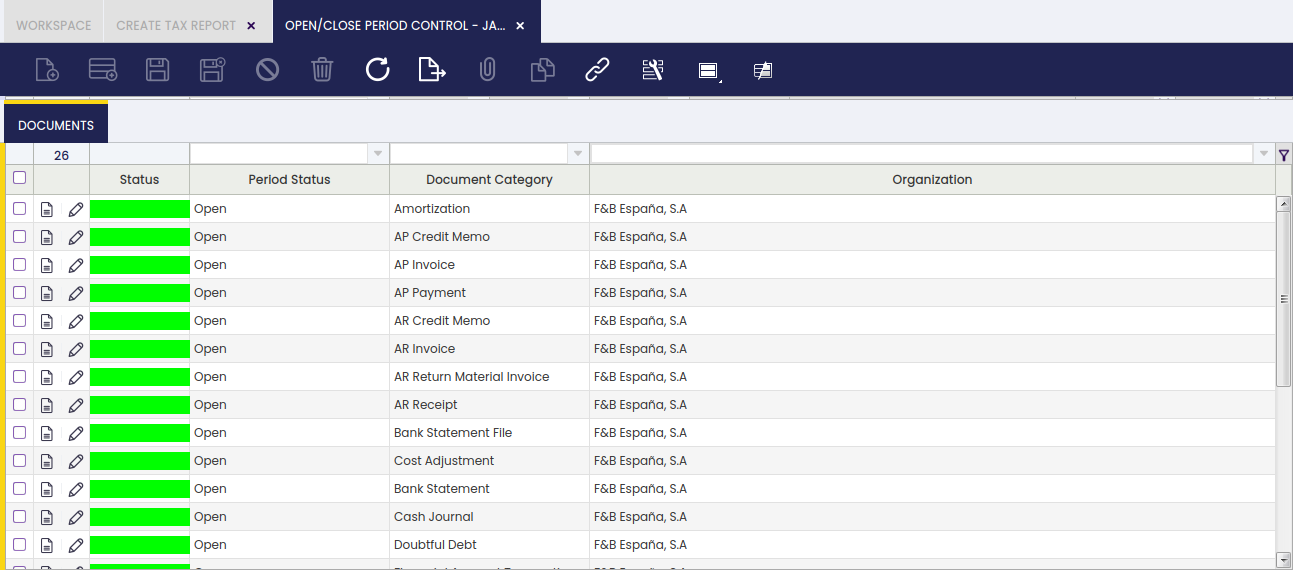 WORKSPACE CREATE TAX REPORT OPEN/CLOSE PERIOD CONTROL - JA...
DOCUMENTS
26
Status Period Status Document Category Organization
Open Amortization F&B España, S.A
Open AP Credit Memo F&B España, S.A
Open AP Invoice F&B España, S.A
Open AP Payment F&B España, S.A
Open AR Credit Memo F&B España, S.A
Open AR Invoice F&B España, S.A
Open AR Return Material Invoice F&B España, S.A
Open AR Receipt F&B España, S.A
Open Bank Statement File F&B España, S.A
Open Cost Adjustment F&B España, S.A
Open Bank Statement F&B España, S.A
Open Cash Journal F&B España, S.A
Open Doubtful Debt F&B España, S.A